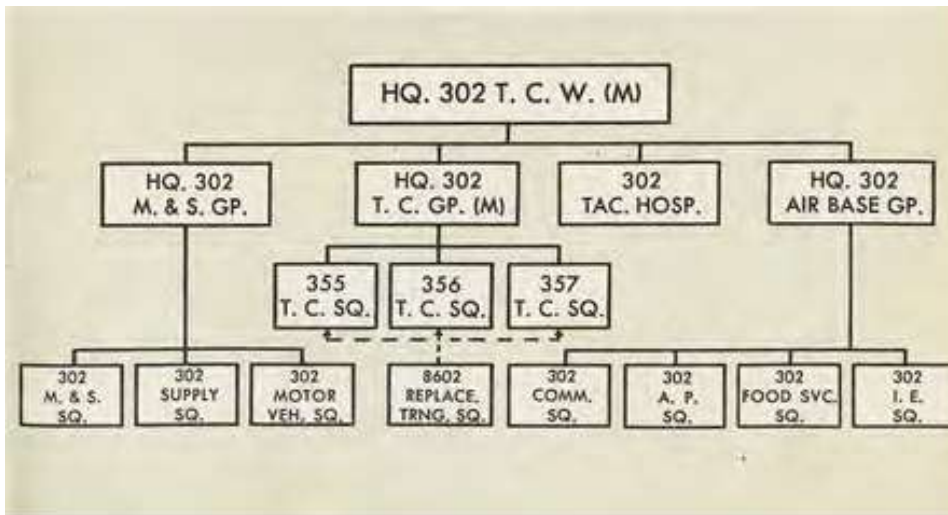 HQ. 302 T. C. W. (M)
HQ. 302
M. & S. GP.
HQ. 302
T. C. GP. (M)
302
TAC. HOSP.
HQ. 302
AIR BASE GP.
355
T. C. SQ.
356
T. C. SQ.
357
T. C. SQ.
302
M. & S.
SQ.
302
SUPPLY
SQ.
302
MOTOR
VEH. SQ.
8602
REPLACE.
TRNG. SQ.
302
COMM.
SQ.
302
A. P.
SQ.
302
FOOD SVC.
SQ.
302
I. E.
SQ.